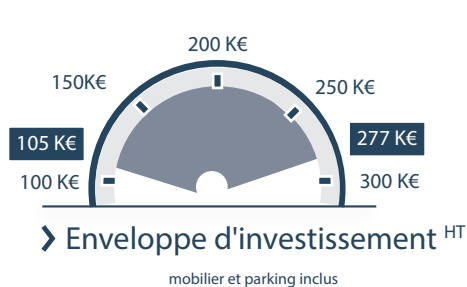 200 K€
150K€
250 K€
105 K€
277 K€
100 K€
300 K€
Enveloppe d'investissement HT
mobilier et parking inclus